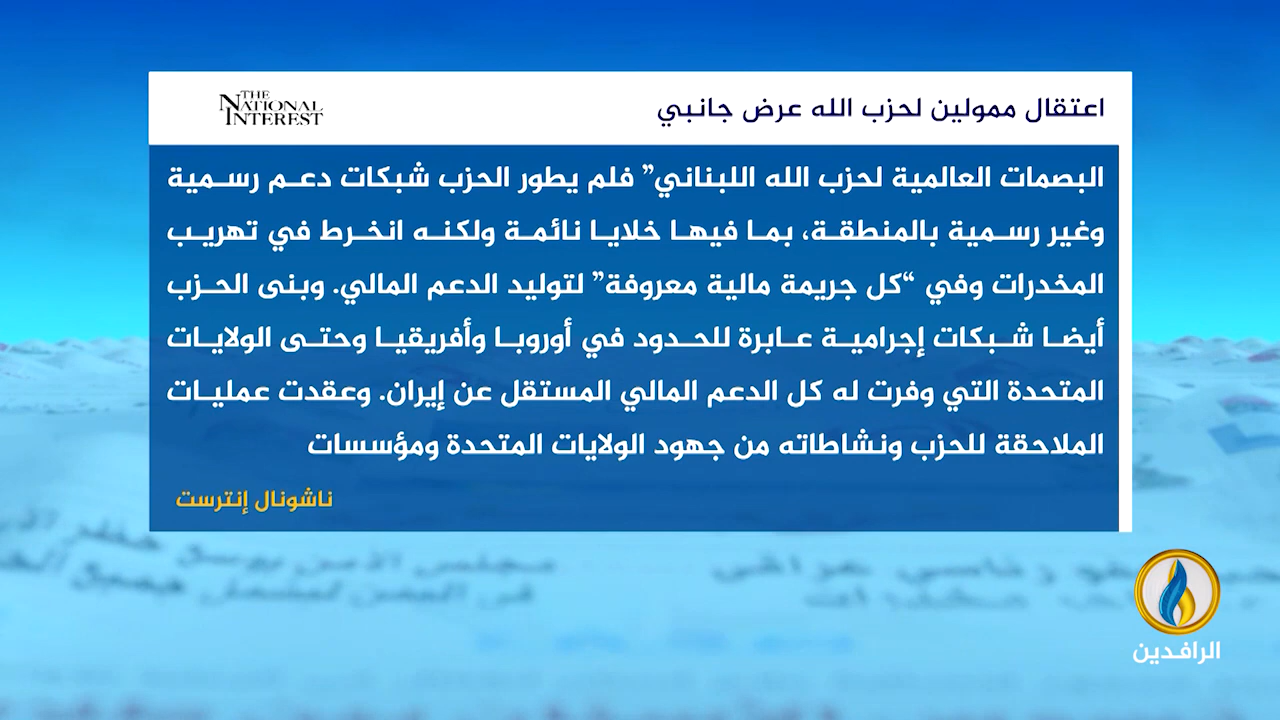 اعتقال ممولين لحزب الله عرض جانبي
THE
NATIONAL
INTEREST
البصمات العالمية لحزب الله اللبناني” فلم يطور الحزب شبكات دعم رسمية
وغير رسمية بالمنطقة، بما فيها خلايا نائمة ولكنه انخرط في تهريب
المخدرات وفي “كل جريمة مالية معروفة” لتوليد الدعم المالي. وبنى الحزب
أيضا شبكات إجرامية عابرة للحدود في أوروبا وأفريقيا وحتى الولايات
المتحدة التي وفرت له كل الدعم المالي المستقل عن إيران. وعقدت عمليات
الملاحقة للحزب ونشاطاته من جهود الولايات المتحدة ومؤسسات
ناشونال إنترست
مجلس الأمن يوسع
الرافدين